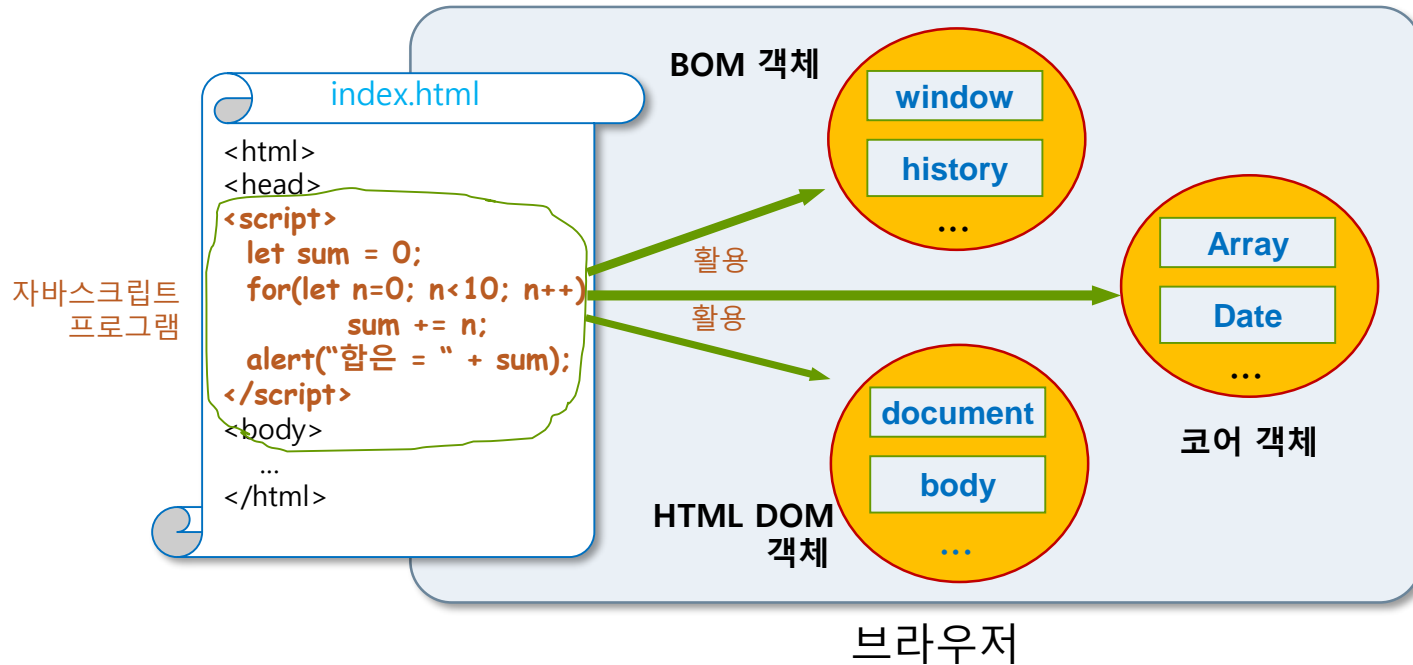 index.html
<html>
<head>
<script>
let sum = 0;
for(let n=0; n<10; n++)
sum += n;
alert(“합은 = “ + sum);
</script>
<body>
...
</html>
자바스크립트
프로그램
활용
활용
BOM 객체
window
history
...
Array
Date
...
코어 객체
document
body
...
HTML DOM
객체
브라우저